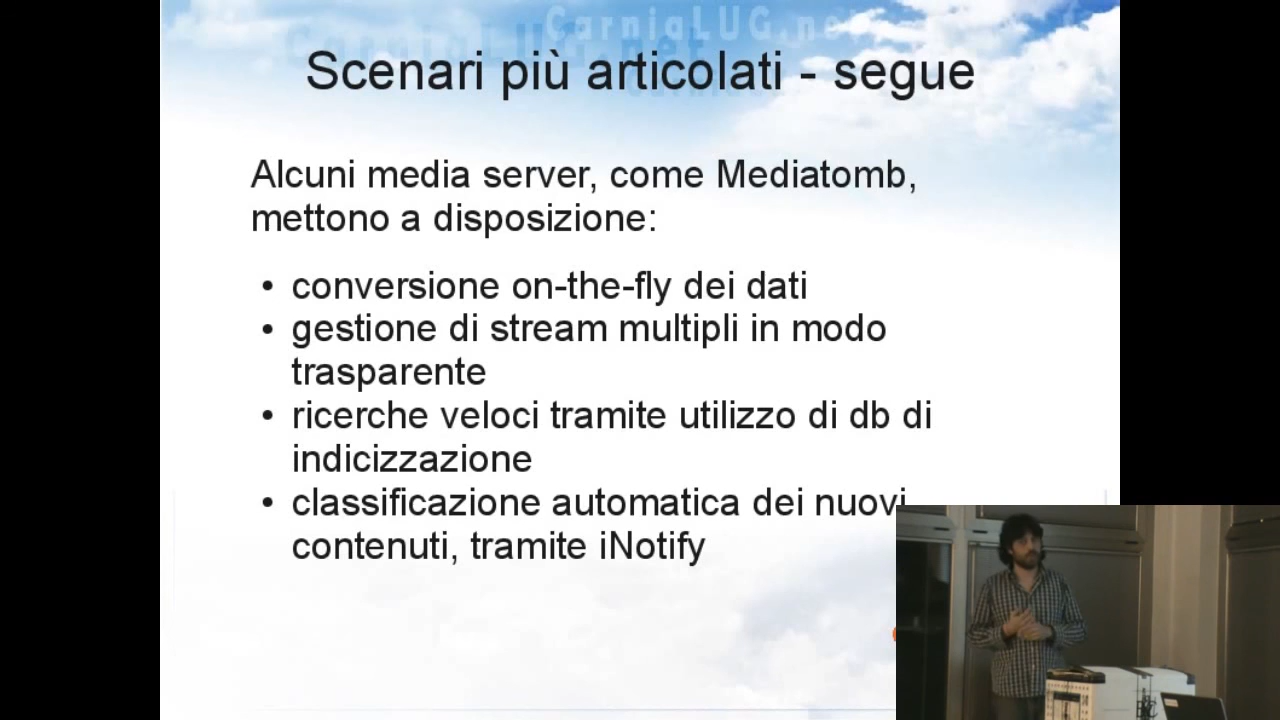 CarniaLUG.net
Scenari più articolati - segue
Alcuni media server, come Mediatomb,
mettono a disposizione:
• conversione on-the-fly dei dati
• gestione di stream multipli in modo
trasparente
• ricerche veloci tramite utilizzo di db di
indicizzazione
• classificazione automatica dei nuovi
contenuti, tramite iNotify